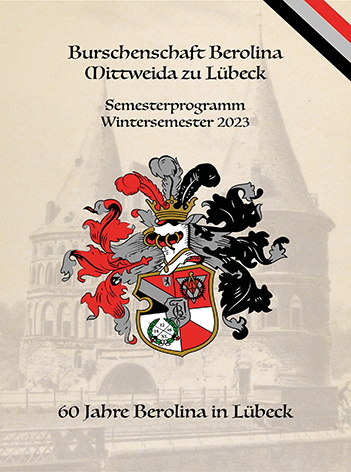 Burschenschaft Berolina
Mittweida zu Lübeck
Semesterprogramm
Wintersemester 2023
60 Jahre Berolina in Lübeck